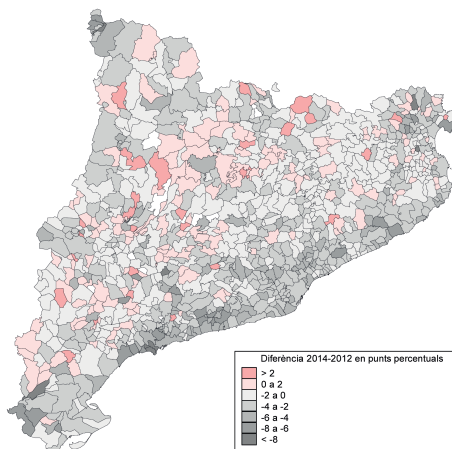 Diferència 2014-2012 en punts percentuals
> 2
0 a 2
-2 a 0
-4 a -2
-6 a -4
-8 a -6
< -8